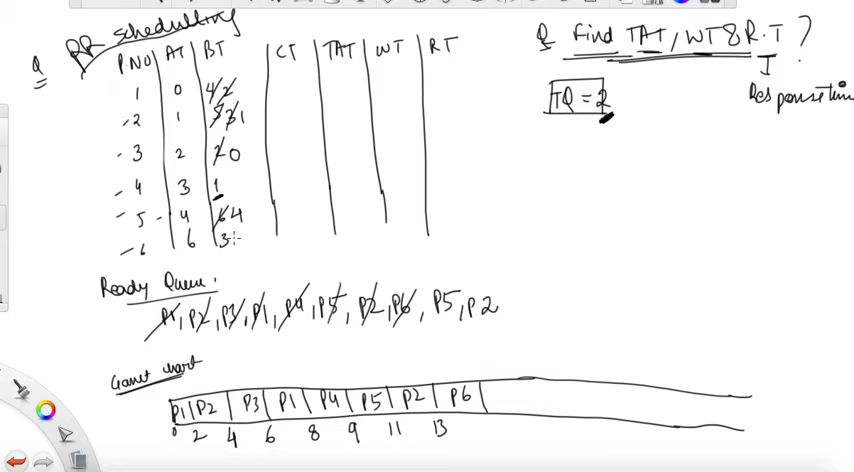 Q RR scheduling
P.NO AT BT CT TAT WT RT
1 0 4 2
2 1 5 3 1
3 2 2 0
4 3 1
5 4 6 4
6 6 3
Q Find TAT, WT & R.T ?
Response time
TQ = 2
Ready Queue:
P1, P2, P3, P1, P4, P5, P2, P6, P5, P2
Gantt chart
P1 P2 P3 P1 P4 P5 P2 P6
0 2 4 6 8 9 11 13